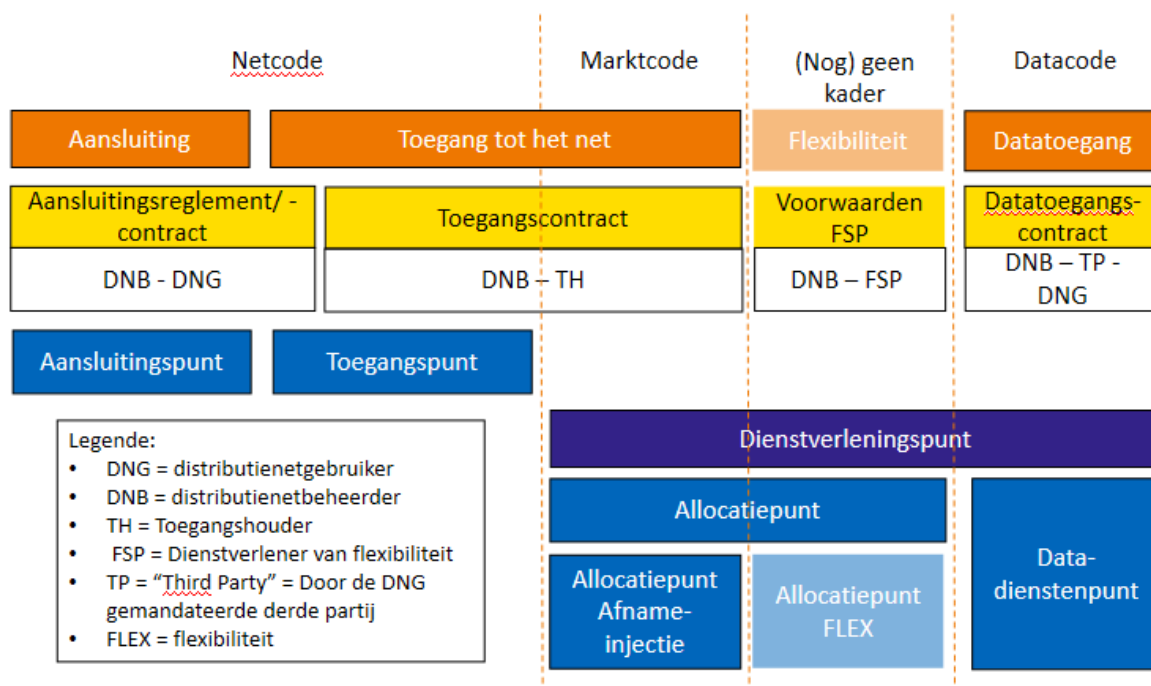 Netcode
Marktcode
(Nog) geen
kader
Datacode
Aansluiting
Toegang tot het net
Flexibiliteit
Datatoegang
Aansluitingsreglement/ -
contract
Toegangscontract
Voorwaarden
FSP
Datatoegangs-
contract
DNB - DNG
DNB – TH
DNB – FSP
DNB – TP -
DNG
Aansluitingspunt
Toegangspunt
Dienstverleningspunt
Allocatiepunt
Allocatiepunt
Afname-
injectie
Allocatiepunt
FLEX
Data-
dienstenpunt
Legende:
• DNG = distributienetgebruiker
• DNB = distributienetbeheerder
• TH = Toegangshouder
• FSP = Dienstverlener van flexibiliteit
• TP = “Third Party” = Door de DNG
gemandateerde derde partij
• FLEX = flexibiliteit